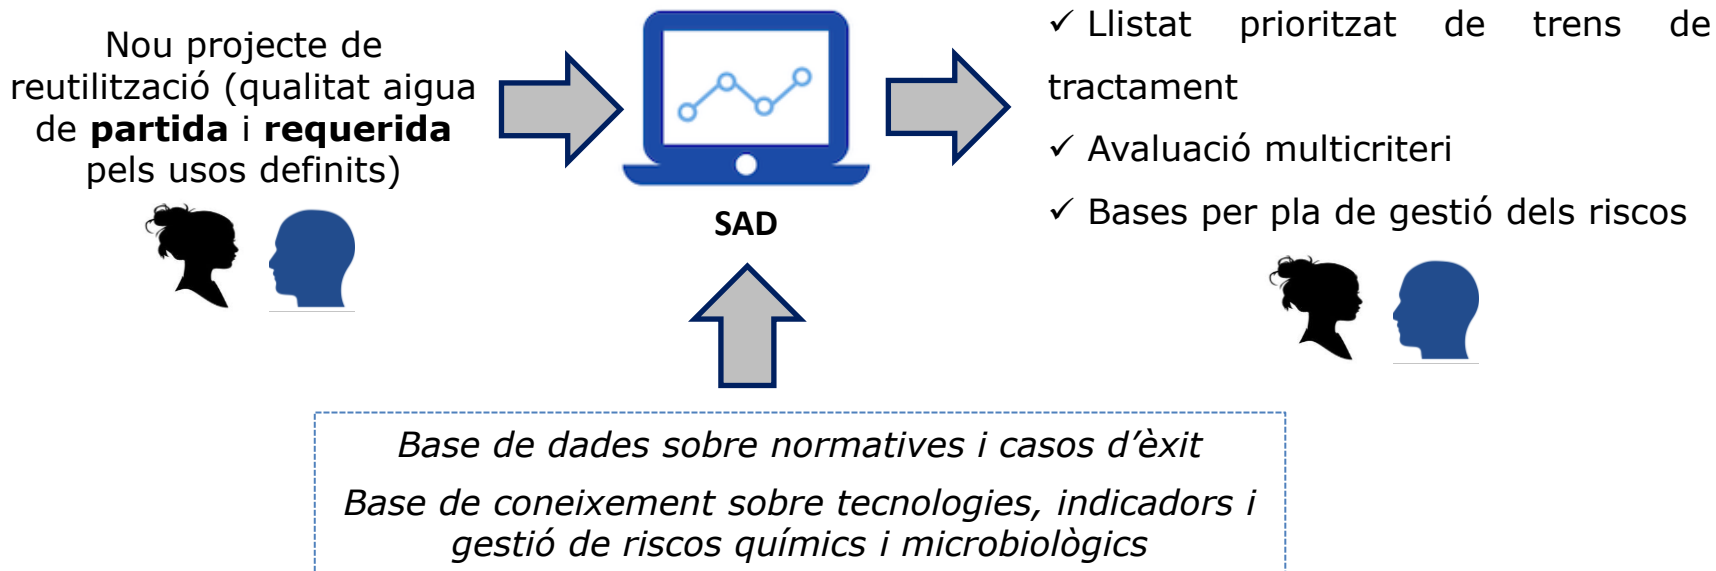 Nou projecte de
reutilització (qualitat aigua
de partida i requerida
pels usos definits)
SAD
✓ Llistat prioritzat de trens de
tractament
✓ Avaluació multicriteri
✓ Bases per pla de gestió dels riscos
Base de dades sobre normatives i casos d’èxit
Base de coneixement sobre tecnologies, indicadors i
gestió de riscos químics i microbiològics